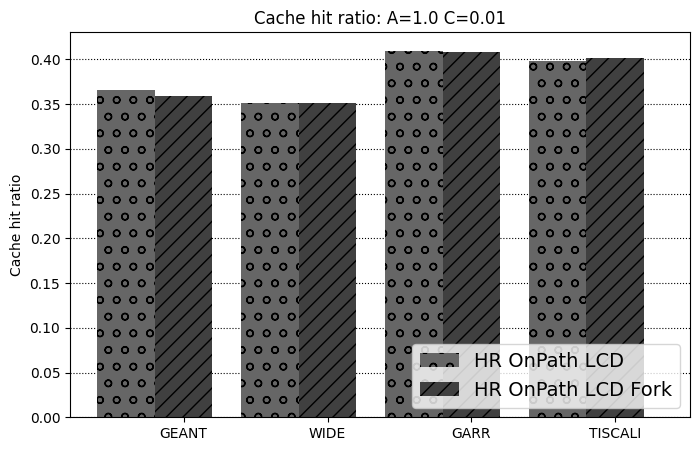 Cache hit ratio: A=1.0 C=0.01
Cache hit ratio
0.40
0.35
0.30
0.25
0.20
0.15
0.10
0.05
0.00
HR OnPath LCD
HR OnPath LCD Fork
GEANT
WIDE
GARR
TISCALI